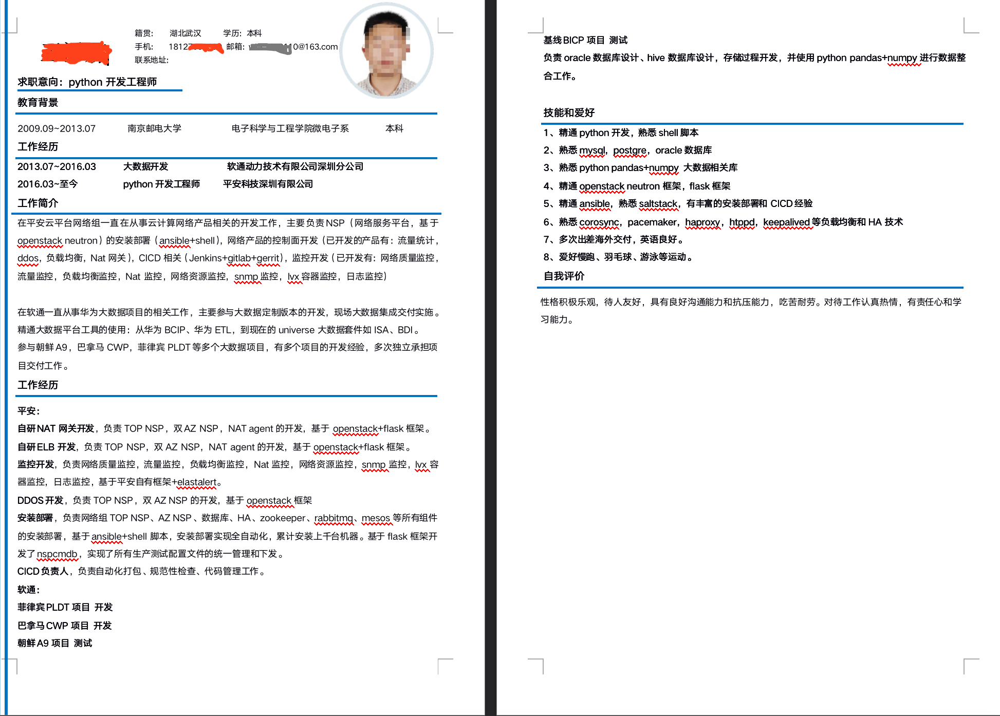 籍贯： 湖北武汉 学历：本科
手机： 1812 邮箱： 10@163.com
联系地址：
求职意向：python 开发工程师
教育背景
2009.09~2013.07 南京邮电大学 电子科学与工程学院微电子系 本科
工作经历
2013.07~2016.03 大数据开发 软通动力技术有限公司深圳分公司
2016.03~至今 python 开发工程师 平安科技深圳有限公司
工作简介
在平安云平台网络组一直在从事云计算网络产品相关的开发工作，主要负责 NSP（网络服务平台，基于
openstack neutron）的安装部署（ansible+shell），网络产品的控制面开发（已开发的产品有：流量统计，
ddos，负载均衡，Nat 网关），CICD 相关（Jenkins+gitlab+gerrit），监控开发（已开发有：网络质量监控，
流量监控，负载均衡监控，Nat 监控，网络资源监控，snmp 监控，lvx 容器监控，日志监控）
在软通一直从事华为大数据项目的相关工作，主要参与大数据定制版本的开发，现场大数据集成交付实施。
精通大数据平台工具的使用：从华为 BCIP、华为 ETL，到现在的 universe 大数据套件如 ISA、BDI。
参与朝鲜 A9，巴拿马 CWP，菲律宾 PLDT 等多个大数据项目，有多个项目的开发经验，多次独立承担项
目交付工作。
工作经历
平安：
自研 NAT 网关开发，负责 TOP NSP，双 AZ NSP，NAT agent 的开发，基于 openstack+flask 框架。
自研 ELB 开发，负责 TOP NSP，双 AZ NSP，NAT agent 的开发，基于 openstack+flask 框架。
监控开发，负责网络质量监控，流量监控，负载均衡监控，Nat 监控，网络资源监控，snmp 监控，lvx 容
器监控，日志监控，基于平安自有框架+elastalert。
DDOS 开发，负责 TOP NSP，双 AZ NSP 的开发，基于 openstack 框架
安装部署，负责网络组 TOP NSP、AZ NSP、数据库、HA、zookeeper、rabbitmq、mesos 等所有组件
的安装部署，基于 ansible+shell 脚本，安装部署实现全自动化，累计安装上千台机器。基于 flask 框架开
发了 nspcmdb，实现了所有生产测试配置文件的统一管理和下发。
CICD 负责人，负责自动化打包、规范性检查、代码管理工作。
软通：
菲律宾 PLDT 项目 开发
巴拿马 CWP 项目 开发
朝鲜 A9 项目 测试
基线 BICP 项目 测试
负责 oracle 数据库设计、hive 数据库设计，存储过程开发，并使用 python pandas+numpy 进行数据整
合工作。
技能和爱好
1、精通 python 开发，熟悉 shell 脚本
2、熟悉 mysql，postgre，oracle 数据库
3、熟悉 python pandas+numpy 大数据相关库
4、精通 openstack neutron 框架，flask 框架
5、精通 ansible，熟悉 saltstack，有丰富的安装部署和 CICD 经验
6、熟悉 corosync，pacemaker，haproxy，htppd，keepalived 等负载均衡和 HA 技术
7、多次出差海外交付，英语良好。
8、爱好慢跑、羽毛球、游泳等运动。
自我评价
性格积极乐观，待人友好，具有良好沟通能力和抗压能力，吃苦耐劳。对待工作认真热情，有责任心和学
习能力。